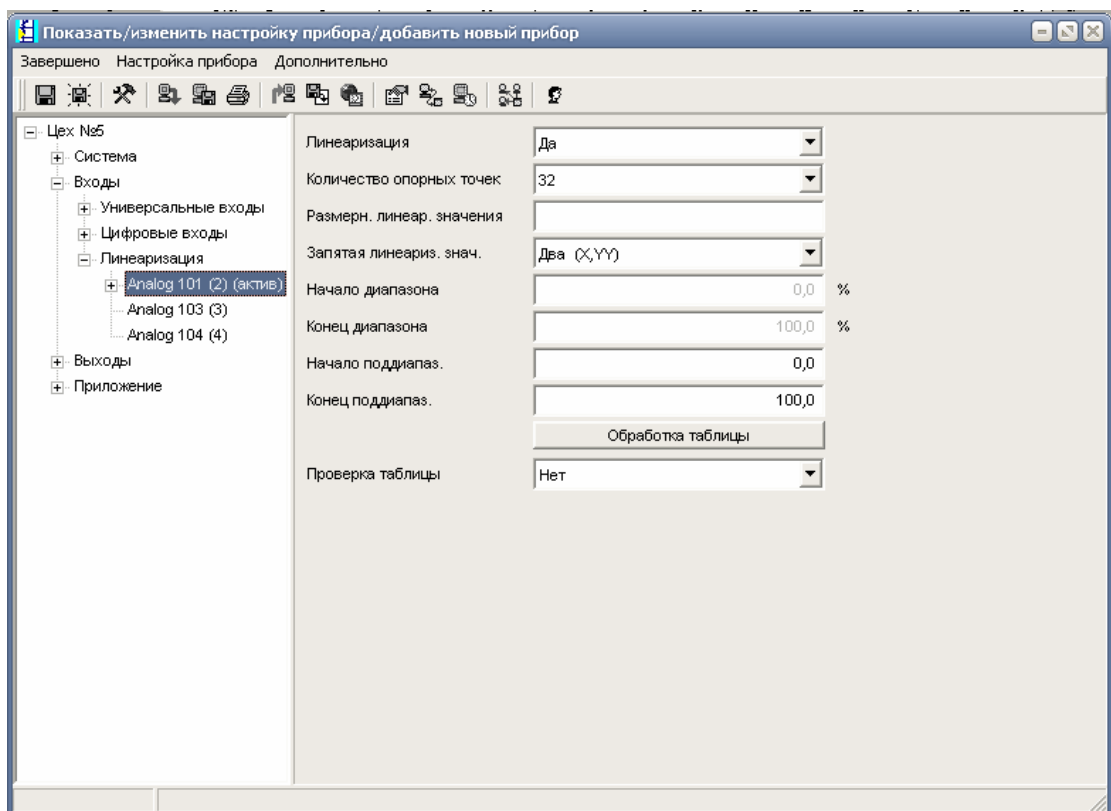 Показать/изменить настройку прибора/добавить новый прибор
Завершено Настройка прибора Дополнительно
Цех №5
Система
Входы
Универсальные входы
Цифровые входы
Линеаризация
Analog 101 (2) (актив)
Analog 103 (3)
Analog 104 (4)
Выходы
Приложение
Линеаризация Да
Количество опорных точек 32
Размерн. линеар. значения
Запятая линеариз. знач. Два (X,YY)
Начало диапазона 0,0 %
Конец диапазона 100,0 %
Начало поддиапаз. 0,0
Конец поддиапаз. 100,0
Обработка таблицы
Проверка таблицы Нет